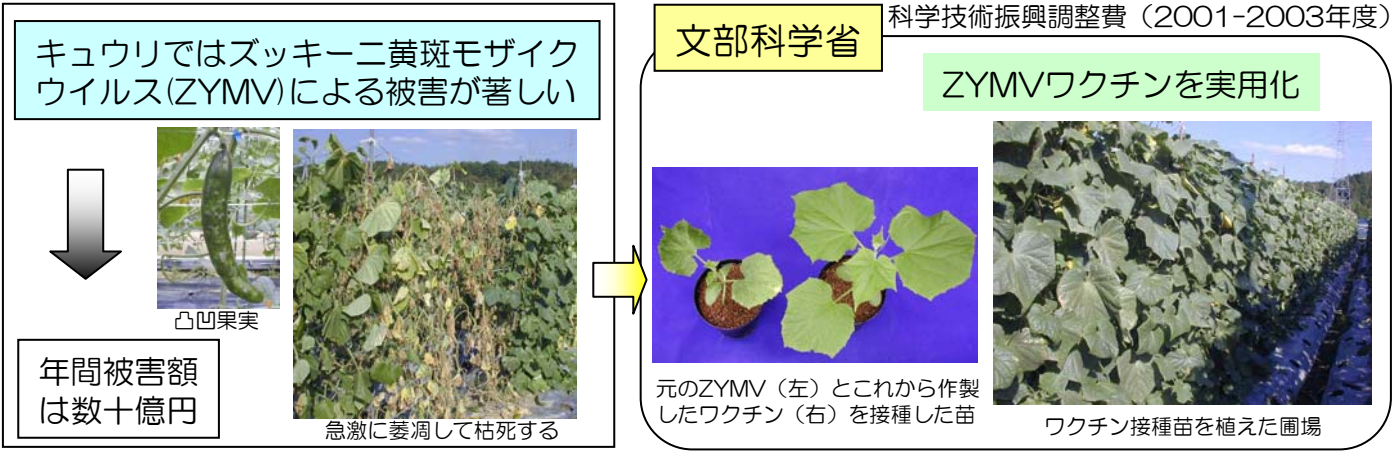 キュウリではズッキーニ黄斑モザイク
ウイルス(ZYMV)による被害が著しい
凸凹果実
急激に萎凋して枯死する
年間被害額
は数十億円
文部科学省
科学技術振興調整費（2001-2003年度）
ZYMVワクチンを実用化
元のZYMV（左）とこれから作製
したワクチン（右）を接種した苗
ワクチン接種苗を植えた圃場